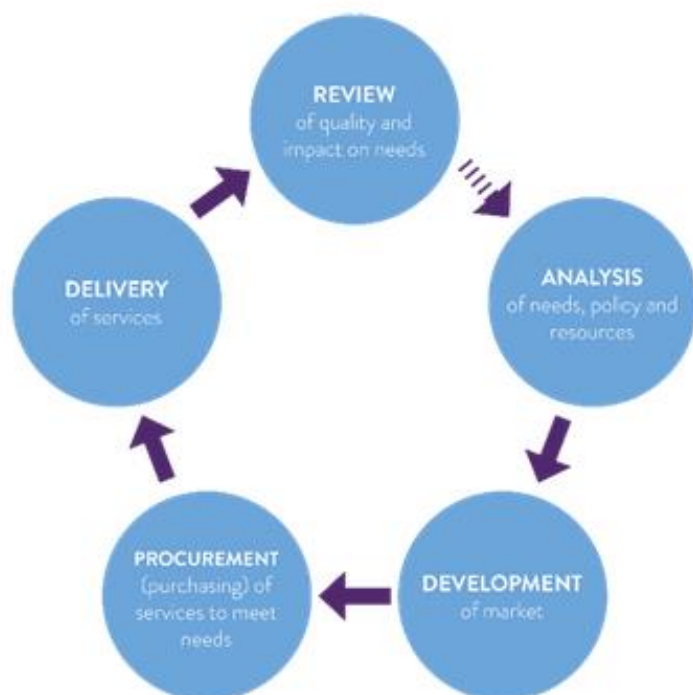 REVIEW
of quality and
impact on needs
ANALYSIS
of needs, policy and
resources
DEVELOPMENT
of market
PROCUREMENT
(purchasing) of
services to meet
needs
DELIVERY
of services